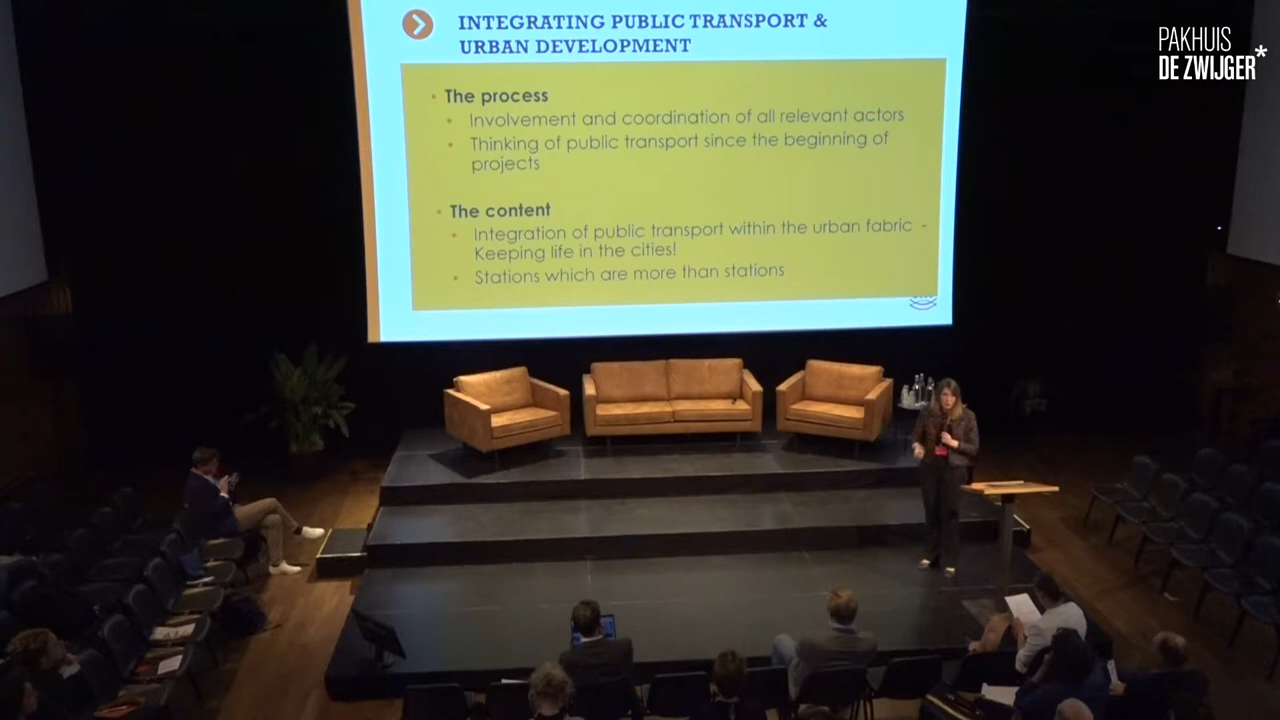 INTEGRATING PUBLIC TRANSPORT &
URBAN DEVELOPMENT
PAKHUIS
DE ZWIJGER*
• The process
• Involvement and coordination of all relevant actors
• Thinking of public transport since the beginning of
projects
• The content
• Integration of public transport within the urban fabric -
Keeping life in the cities!
• Stations which are more than stations